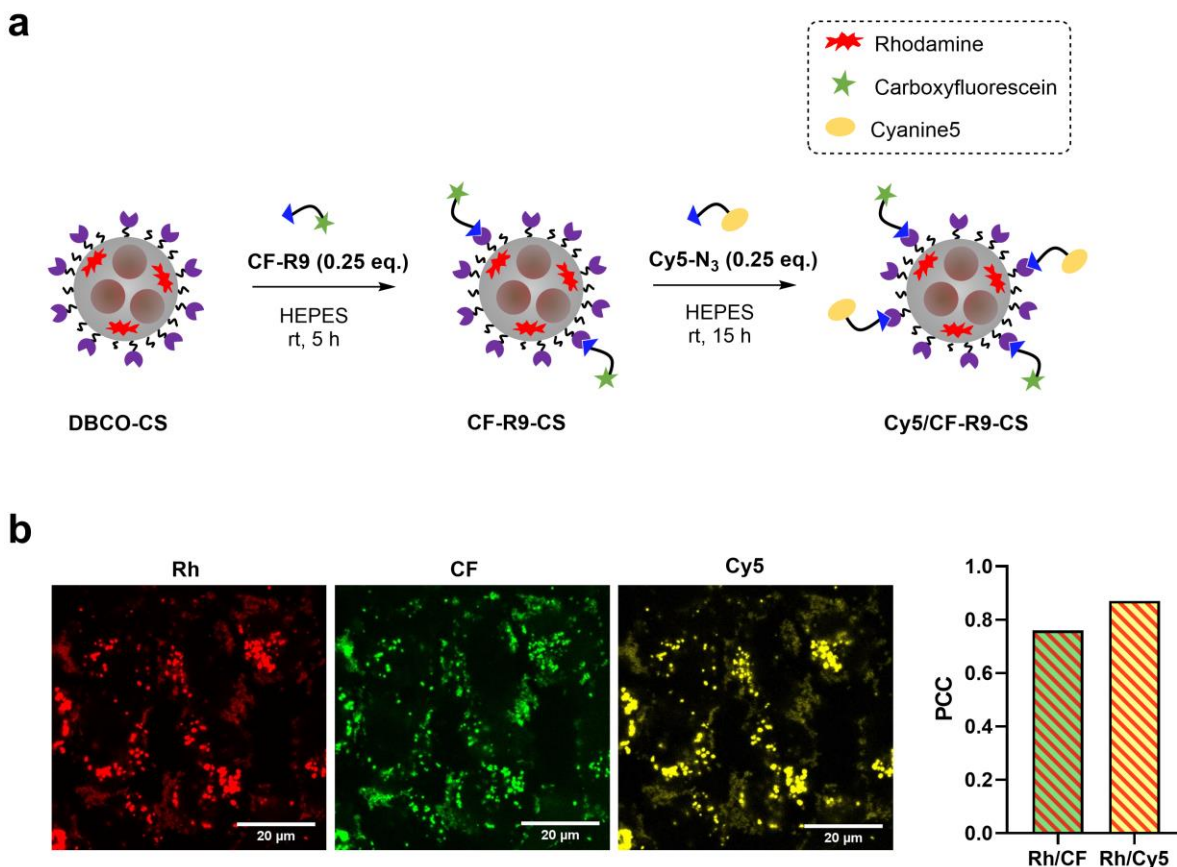 a
Rhodamine
Carboxyfluorescein
Cyanine5
CF-R9 (0.25 eq.)
HEPES
rt, 5 h
Cy5-N₃ (0.25 eq.)
HEPES
rt, 15 h
DBCO-CS
CF-R9-CS
Cy5/CF-R9-CS
b
Rh
CF
Cy5
20 µm
20 µm
20 µm
PCC
1.0
0.8
0.6
0.4
0.2
0.0
Rh/CF
Rh/Cy5